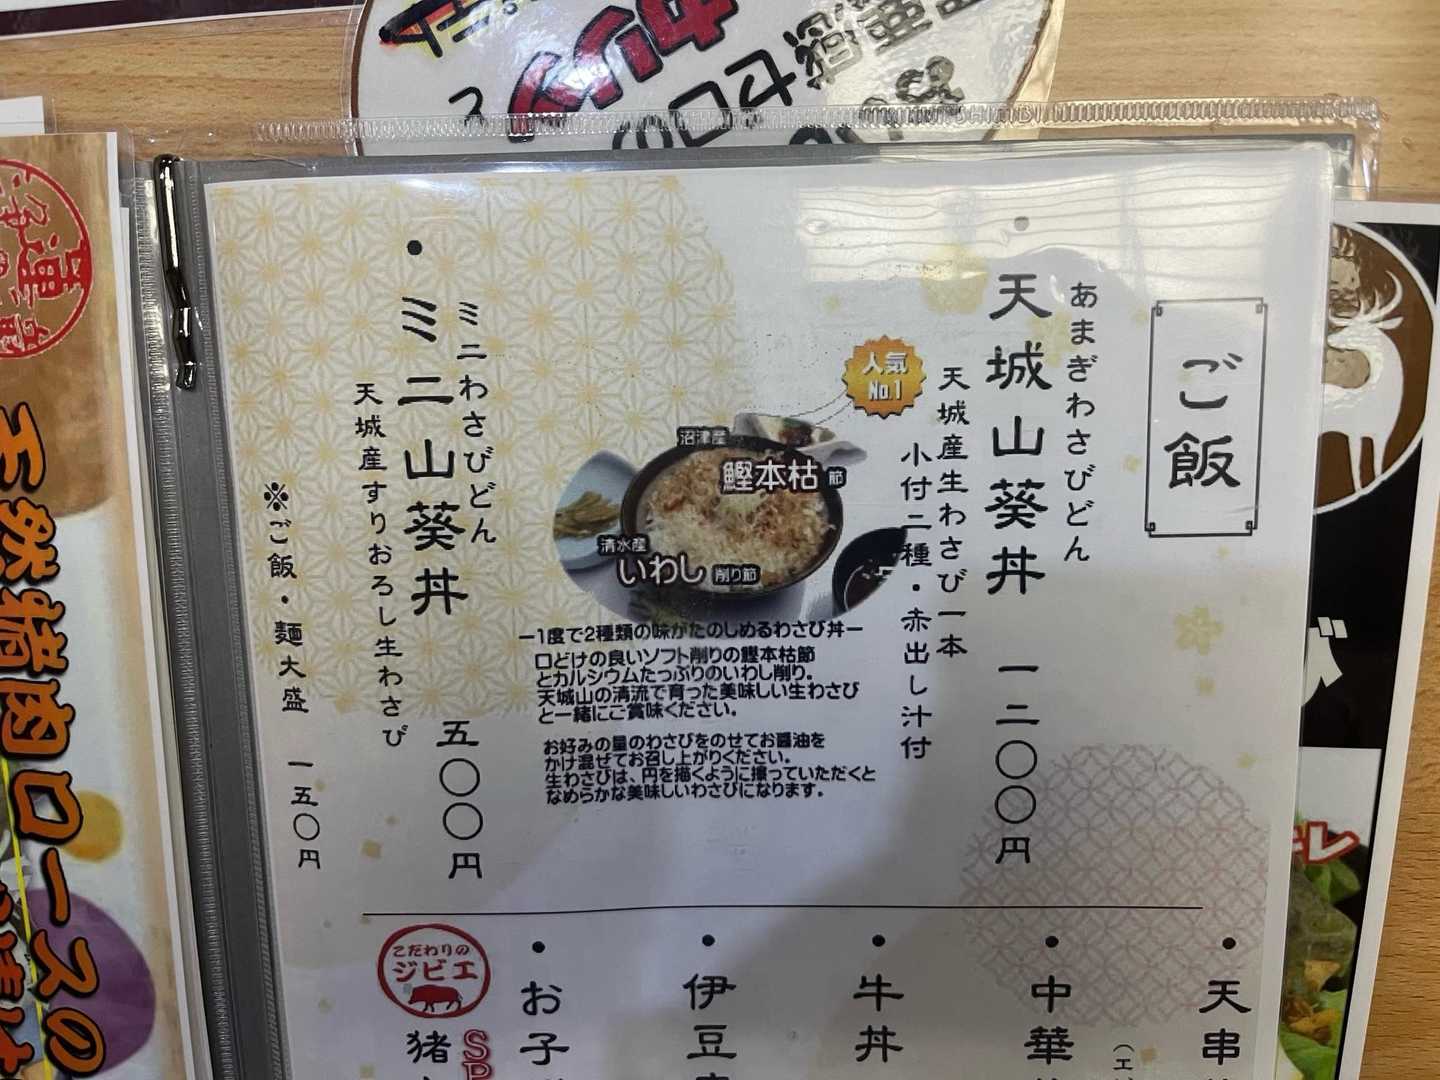 ご飯
あまぎわさびどん
・天城山葵丼 一二〇〇円
天城産生わさび一本
小付二種・赤出し汁付
人気
No.1
沼津産
鰹本枯節
清水産
いわし削り節
ー1度で2種類の味がたのしめるわさび丼ー
口どけの良いソフト削りの鰹本枯節
とカルシウムたっぷりのいわし削り。
天城山の清流で育った美味しい生わさび
と一緒にご賞味ください。
お好みの量のわさびをのせてお醤油を
かけ混ぜてお召し上がりください。
生わさびは、円を描くように擦っていただくと
なめらかな美味しいわさびになります。
ミニわさびどん
・ミニ山葵丼 五〇〇円
天城産すりおろし生わさび
※ご飯・麺大盛 一五〇円
・天串
・中華
・牛丼
・伊豆
・お子
こだわりの
ジビエ
猪
天然猪肉ロースの